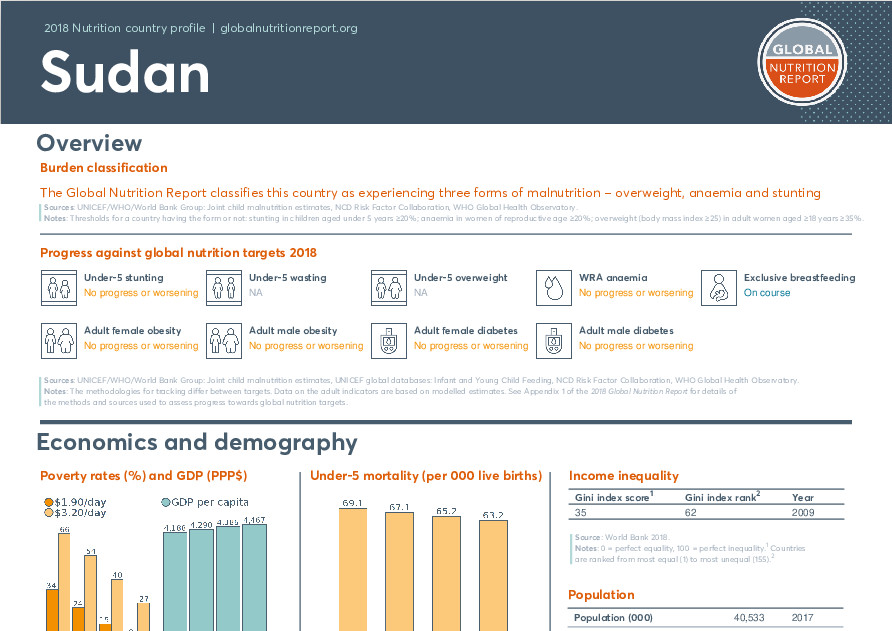 2018 Nutrition country profile | globalnutritionreport.org
Sudan
GLOBAL
NUTRITION
REPORT
Overview
Burden classification
The Global Nutrition Report classifies this country as experiencing three forms of malnutrition – overweight, anaemia and stunting
Sources: UNICEF/WHO/World Bank Group: Joint child malnutrition estimates, NCD Risk Factor Collaboration, WHO Global Health Observatory.
Notes: Thresholds for a country having the form or not: stunting in children aged under 5 years ≥20%; anaemia in women of reproductive age ≥20%; overweight (body mass index ≥25) in adult women aged ≥18 years ≥35%.
Progress against global nutrition targets 2018
Under-5 stunting
No progress or worsening
Under-5 wasting
NA
Under-5 overweight
NA
WRA anaemia
No progress or worsening
Exclusive breastfeeding
On course
Adult female obesity
No progress or worsening
Adult male obesity
No progress or worsening
Adult female diabetes
No progress or worsening
Adult male diabetes
No progress or worsening
Sources: UNICEF/WHO/World Bank Group: Joint child malnutrition estimates, UNICEF global databases: Infant and Young Child Feeding, NCD Risk Factor Collaboration, WHO Global Health Observatory.
Notes: The methodologies for tracking differ between targets. Data on the adult indicators are based on modelled estimates. See Appendix 1 of the 2018 Global Nutrition Report for details of
the methods and sources used to assess progress towards global nutrition targets.
Economics and demography
Poverty rates (%) and GDP (PPP$)
$1.90/day
$3.20/day
GDP per capita
34
66
24
54
15
40
27
4,186
4,290
4,385
4,467
Under-5 mortality (per 000 live births)
69.1
67.1
65.2
63.2
Income inequality
Gini index score1 Gini index rank2 Year
35 62 2009
Source: World Bank 2018.
Notes: 0 = perfect equality, 100 = perfect inequality.1 Countries
are ranked from most equal (1) to most unequal (155).2
Population
Population (000) 40,533 2017